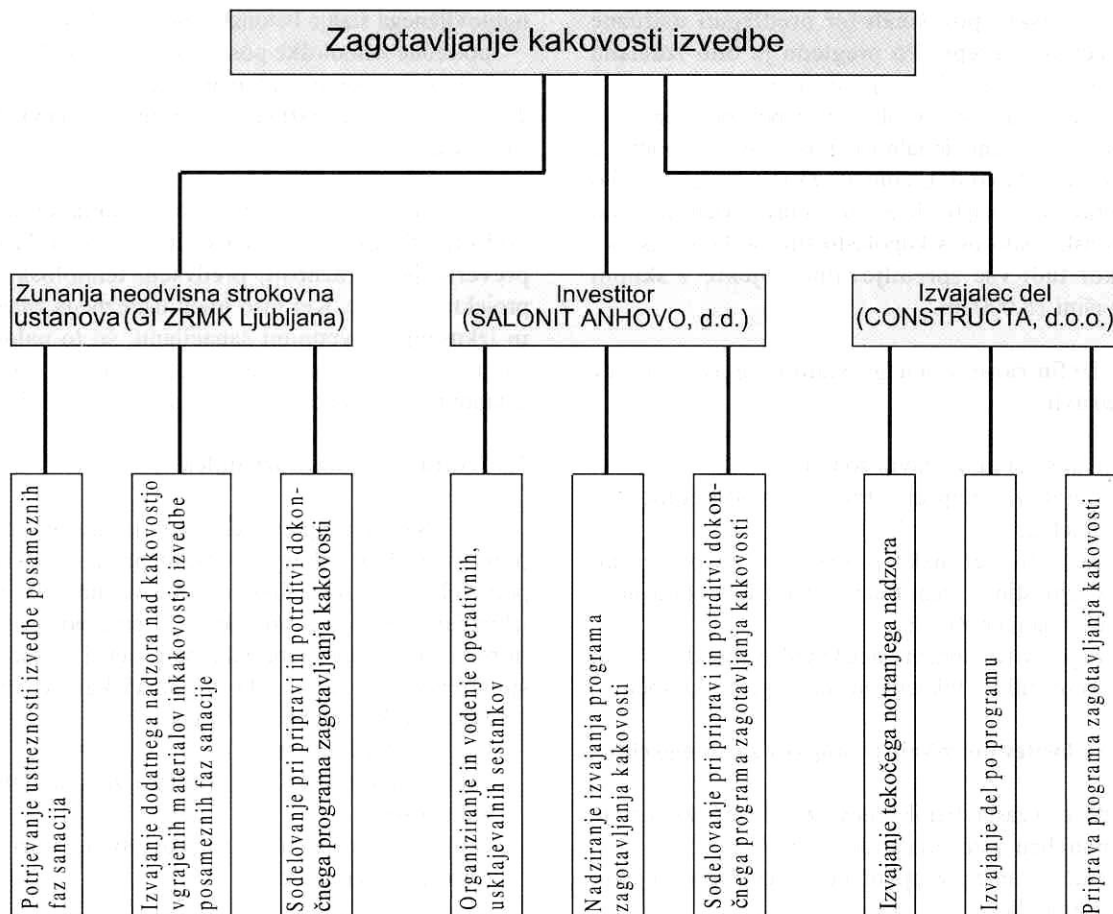 Zagotavljanje kakovosti izvedbe
Zunanja neodvisna strokovna
ustanova (GI ZRMK Ljubljana)
Investitor
(SALONIT ANHOVO, d.d.)
Izvajalec del
(CONSTRUCTA, d.o.o.)
Potrjevanje ustreznosti izvedbe posameznih
faz sanacija
Izvajanje dodatnega nadzora nad kakovostjo
vgrajenih materialov inkakovostjo izvedbe
posameznih faz sanacije
Sodelovanje pri pripravi in potrditvi dokon-
čnega programa zagotavljanja kakovosti
Organiziranje in vodenje operativnih,
usklajevalnih sestankov
Nadziranje izvajanja programa
zagotavljanja kakovosti
Sodelovanje pri pripravi in potrditvi dokon-
čnega programa zagotavljanja kakovosti
Izvajanje tekočega notranjega nadzora
Izvajanje del po programu
Priprava programa zagotavljanja kakovosti